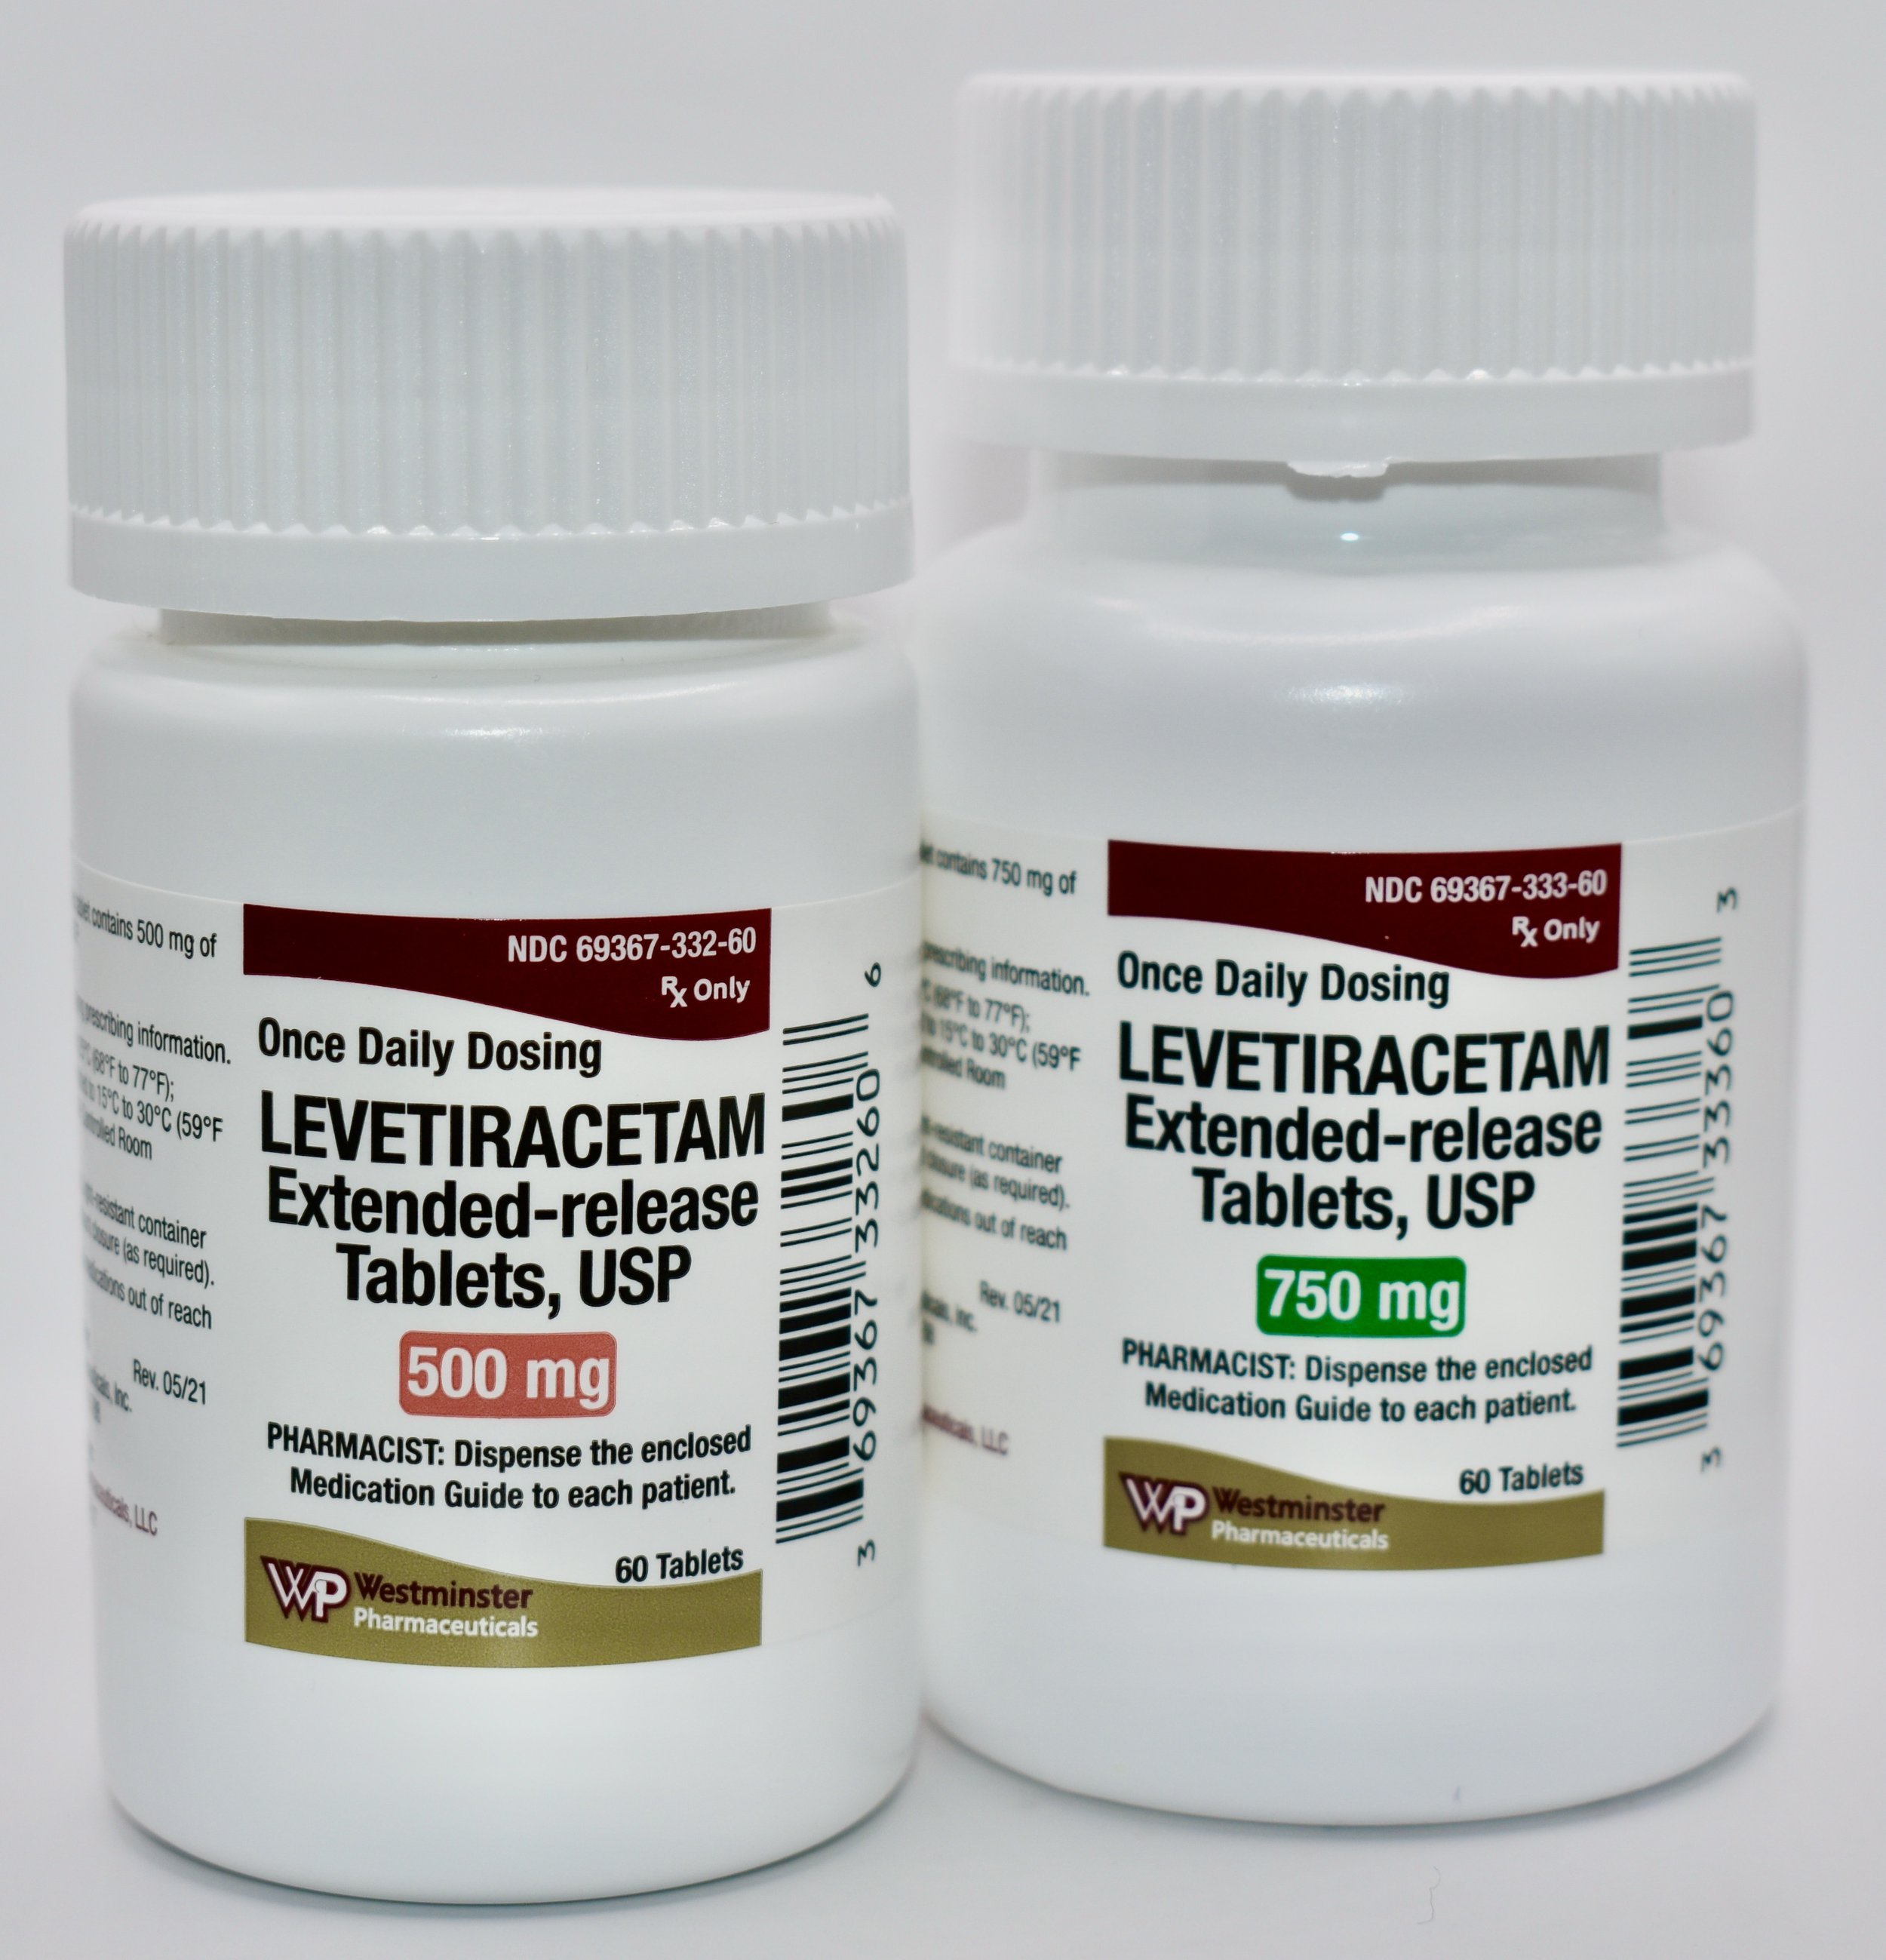 contains 500 mg of
prescribing information.
(68°F to 77°F);
to 15°C to 30°C (59°F
Room
container
(as required).
out of reach
Rev. 05/21
Inc.
LLC
NDC 69367-332-60
Rx Only
Once Daily Dosing
LEVETIRACETAM
Extended-release
Tablets, USP
500 mg
PHARMACIST: Dispense the enclosed
Medication Guide to each patient.
60 Tablets
WP Westminster
Pharmaceuticals
3 69367 33260 6
contains 750 mg of
prescribing information.
(68°F to 77°F);
to 15°C to 30°C (59°F
Room
container
(as required).
out of reach
Rev. 05/21
Inc.
LLC
NDC 69367-333-60
Rx Only
Once Daily Dosing
LEVETIRACETAM
Extended-release
Tablets, USP
750 mg
PHARMACIST: Dispense the enclosed
Medication Guide to each patient.
60 Tablets
WP Westminster
Pharmaceuticals
3 69367 33360 3